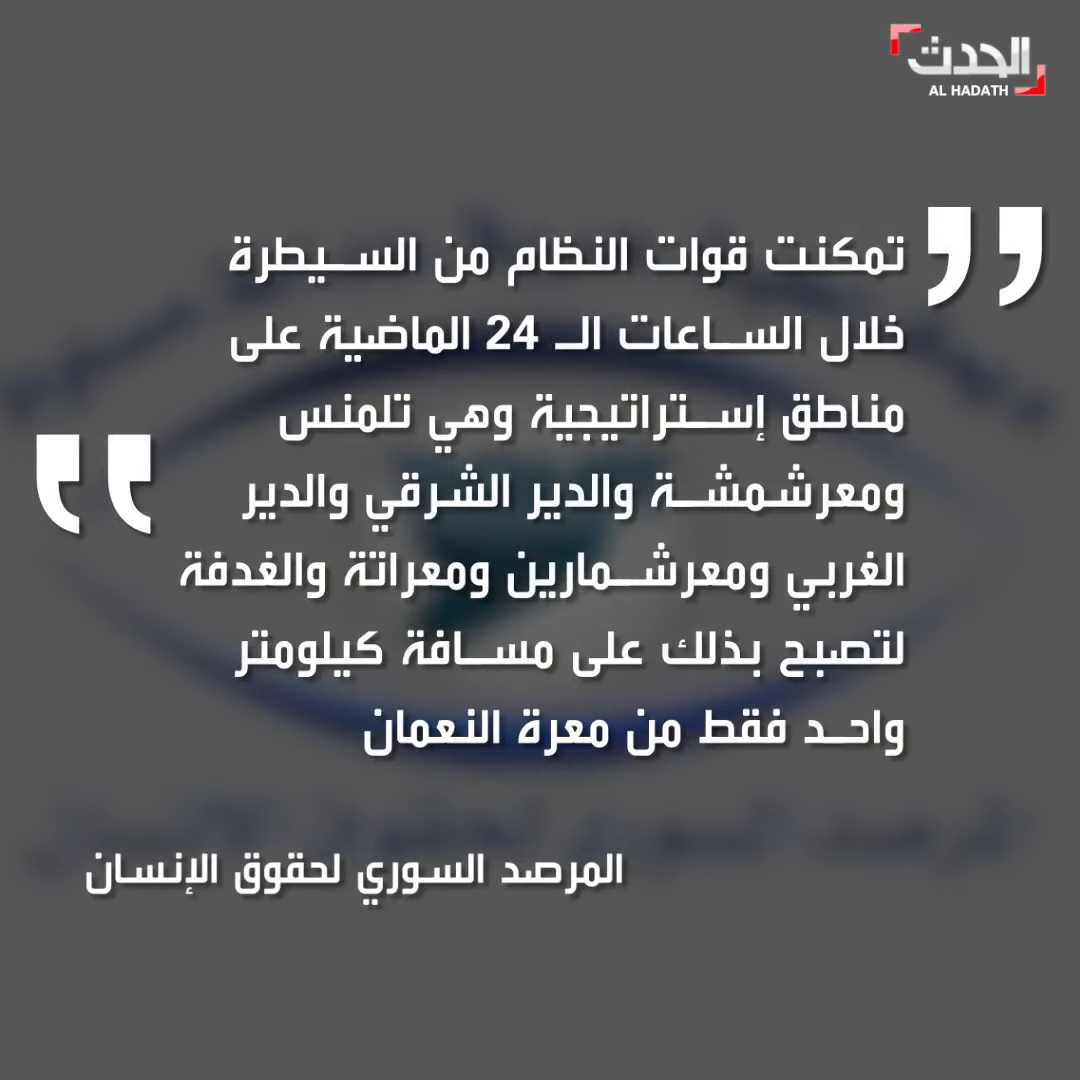 الحدث
AL HADATH
تمكنت قوات النظام من السيطرة
خلال الساعات الـ 24 الماضية على
مناطق إستراتيجية وهي تلمنس
ومعرشمشة والدير الشرقي والدير
الغربي ومعرشمارين ومعراتة والغدفة
لتصبح بذلك على مسافة كيلومتر
واحد فقط من معرة النعمان
المرصد السوري لحقوق الإنسان